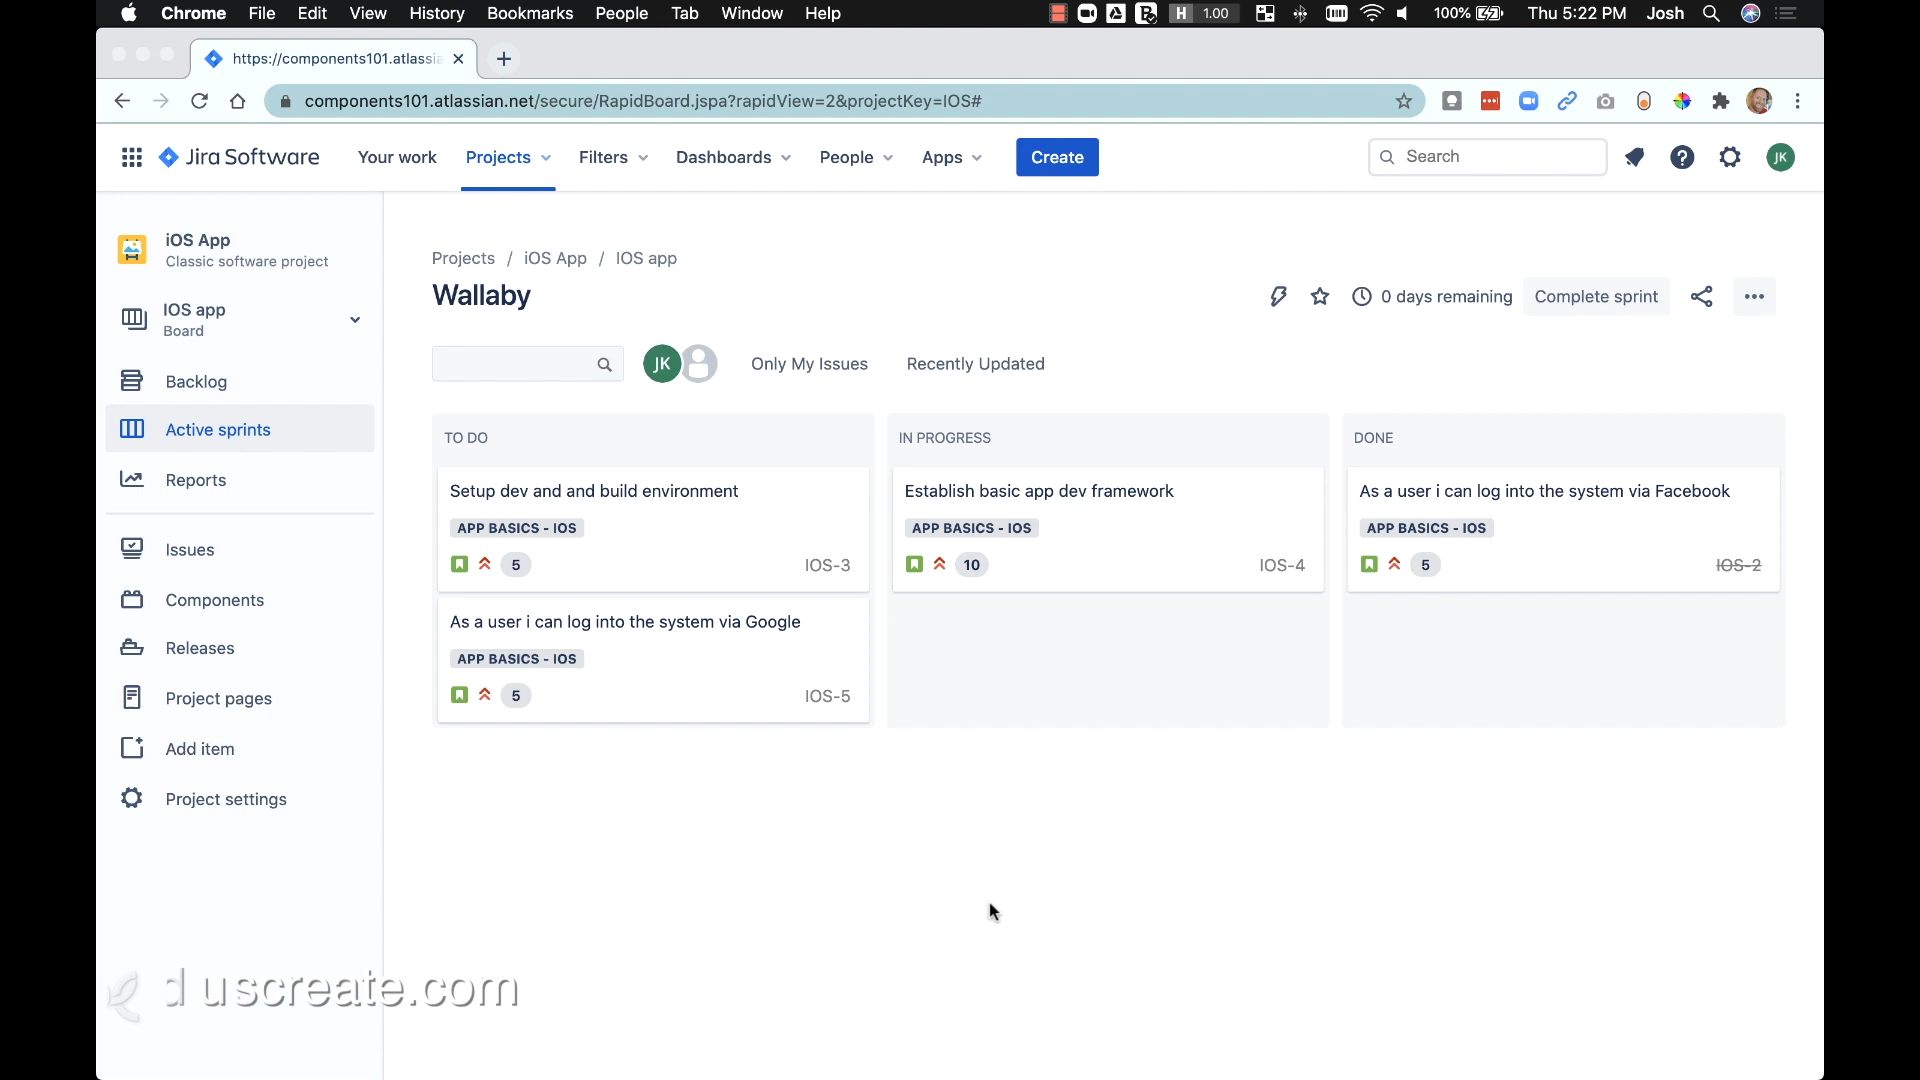 Chrome File Edit View History Bookmarks People Tab Window Help H 1.00 100% Thu 5:22 PM Josh
https://components101.atlassia
components101.atlassian.net/secure/RapidBoard.jspa?rapidView=2&projectKey=IOS#
Jira Software Your work Projects Filters Dashboards People Apps Create Search JK
iOS App
Classic software project
IOS app
Board
Backlog
Active sprints
Reports
Issues
Components
Releases
Project pages
Add item
Project settings
Projects / iOS App / IOS app
Wallaby
0 days remaining Complete sprint
JK Only My Issues Recently Updated
TO DO
Setup dev and and build environment
APP BASICS - IOS
5 IOS-3
As a user i can log into the system via Google
APP BASICS - IOS
5 IOS-5
IN PROGRESS
Establish basic app dev framework
APP BASICS - IOS
10 IOS-4
DONE
As a user i can log into the system via Facebook
APP BASICS - IOS
5 IOS-2
duscreate.com